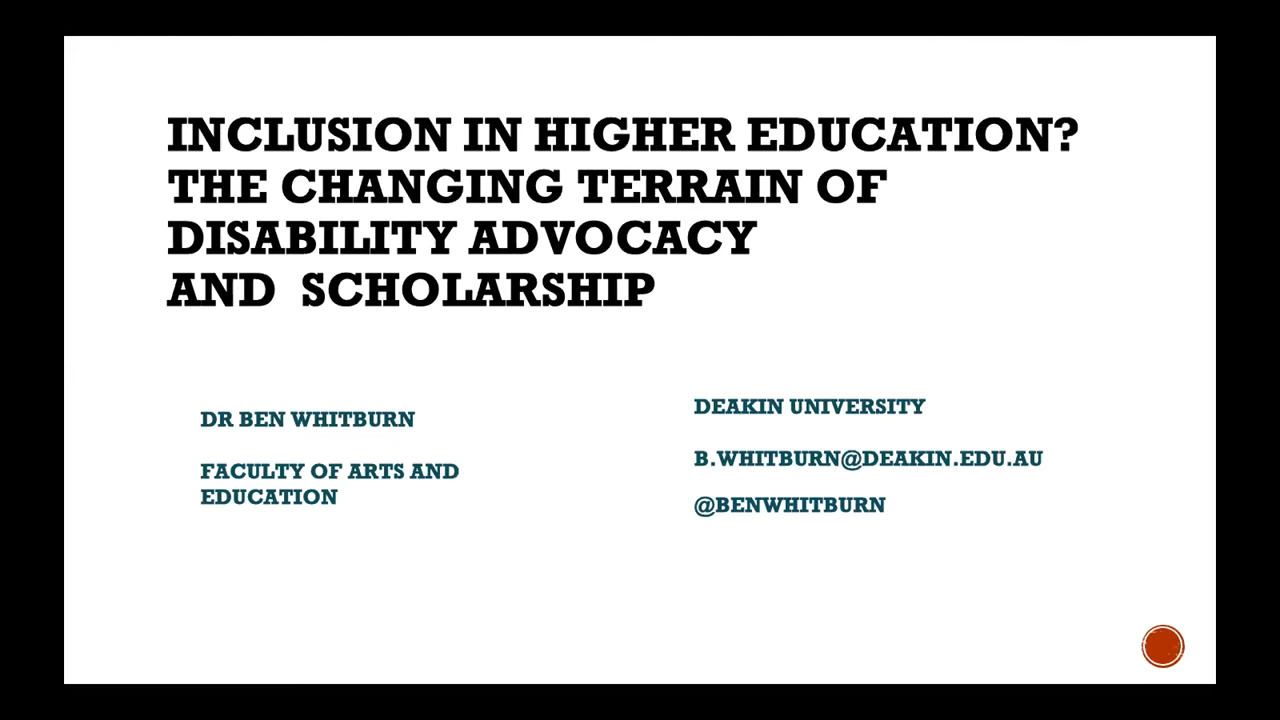 INCLUSION IN HIGHER EDUCATION?
THE CHANGING TERRAIN OF
DISABILITY ADVOCACY
AND  SCHOLARSHIP
DR BEN WHITBURN
FACULTY OF ARTS AND
EDUCATION
DEAKIN UNIVERSITY
B.WHITBURN@DEAKIN.EDU.AU
@BENWHITBURN